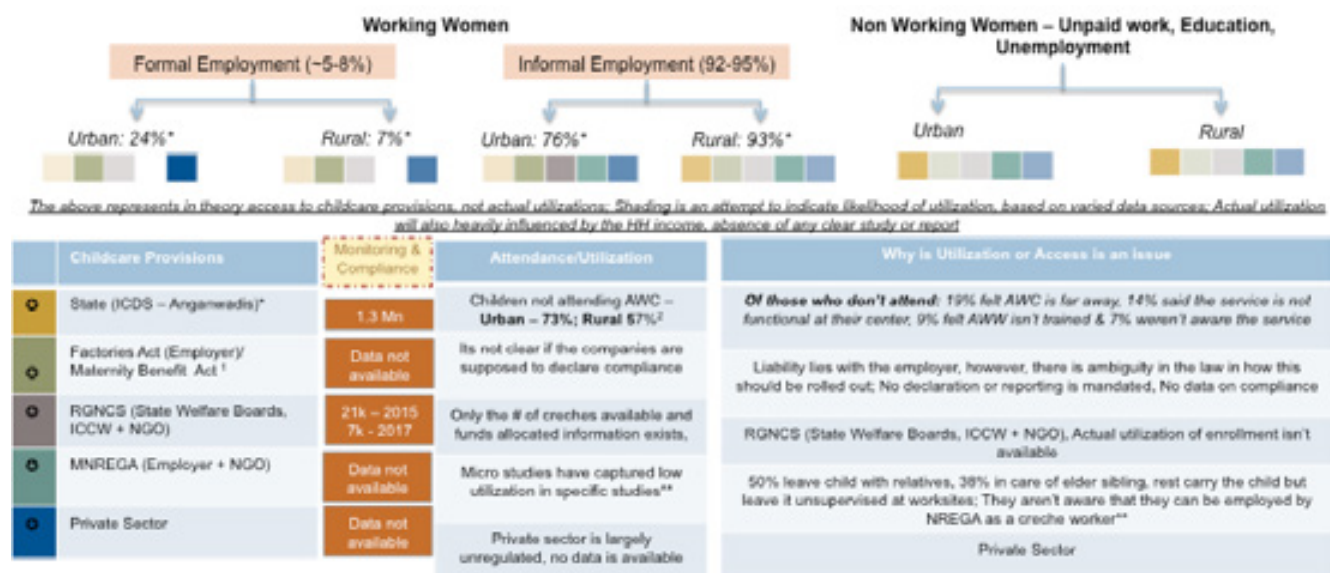 Working Women
Non Working Women – Unpaid work, Education,
Unemployment
Formal Employment (~5-8%)
Informal Employment (92-95%)
Urban: 24%*
Rural: 7%*
Urban: 76%*
Rural: 93%*
Urban
Rural
The above represents in theory access to childcare provisions, not actual utilizations; Shading is an attempt to indicate likelihood of utilization, based on varied data sources; Actual utilization
will also heavily influenced by the HH income, absence of any clear study or report
Childcare Provisions
Monitoring &
Compliance
Attendance/Utilization
Why is Utilization or Access is an Issue
State (ICDS – Anganwadis)*
1.3 Mn
Children not attending AWC –
Urban – 73%; Rural 57%²
Of those who don't attend: 19% felt AWC is far away, 14% said the service is not
functional at their center, 9% felt AWW isn't trained & 7% weren't aware the service
Factories Act (Employer)/
Maternity Benefit Act ¹
Data not
available
Its not clear if the companies are
supposed to declare compliance
Liability lies with the employer, however, there is ambiguity in the law in how this
should be rolled out; No declaration or reporting is mandated, No data on compliance
RGNCS (State Welfare Boards,
ICCW + NGO)
21k – 2015
7k - 2017
Only the # of creches available and
funds allocated information exists,
RGNCS (State Welfare Boards, ICCW + NGO), Actual utilization of enrollment isn't
available
MNREGA (Employer + NGO)
Data not
available
Micro studies have captured low
utilization in specific studies**
50% leave child with relatives, 38% in care of elder sibling, rest carry the child but
leave it unsupervised at worksites; They aren't aware that they can be employed by
NREGA as a creche worker**
Private Sector
Data not
available
Private sector is largely
unregulated, no data is available
Private Sector